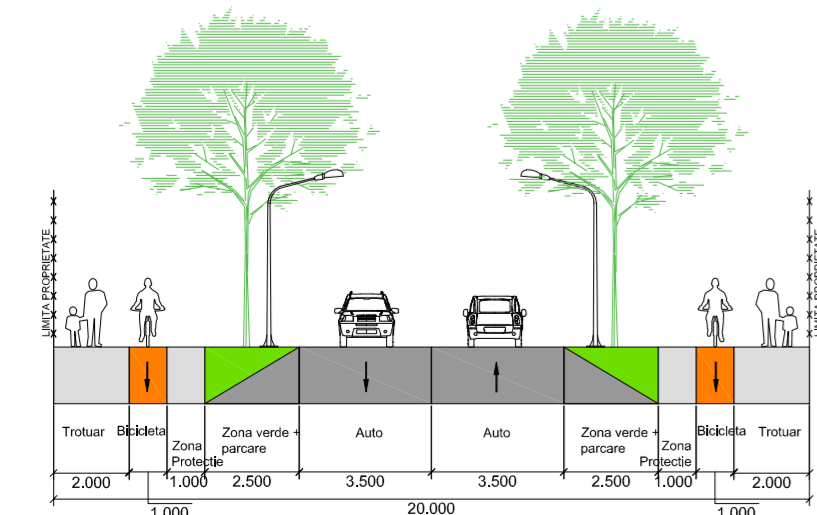 LIMITA PROPRIETATE
LIMITA PROPRIETATE
Trotuar
Bicicleta
Zona
Protectie
Zona verde +
parcare
Auto
Auto
Zona verde +
parcare
Zona
Protectie
Bicicleta
Trotuar
2.000
1.000
2.500
3.500
3.500
2.500
1.000
2.000
1.000
20.000
1.000